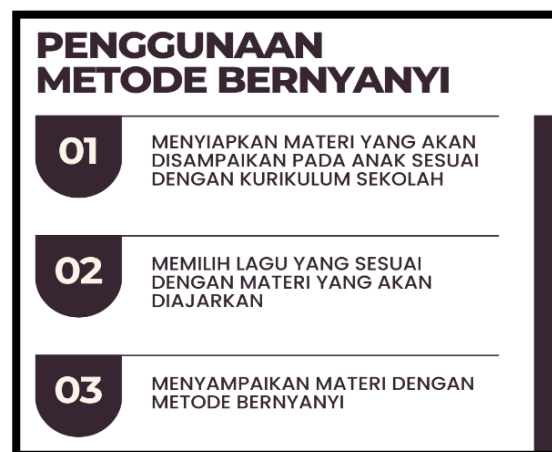 PENGGUNAAN
METODE BERNYANYI
01
MENYIAPKAN MATERI YANG AKAN
DISAMPAIKAN PADA ANAK SESUAI
DENGAN KURIKULUM SEKOLAH
02
MEMILIH LAGU YANG SESUAI
DENGAN MATERI YANG AKAN
DIAJARKAN
03
MENYAMPAIKAN MATERI DENGAN
METODE BERNYANYI